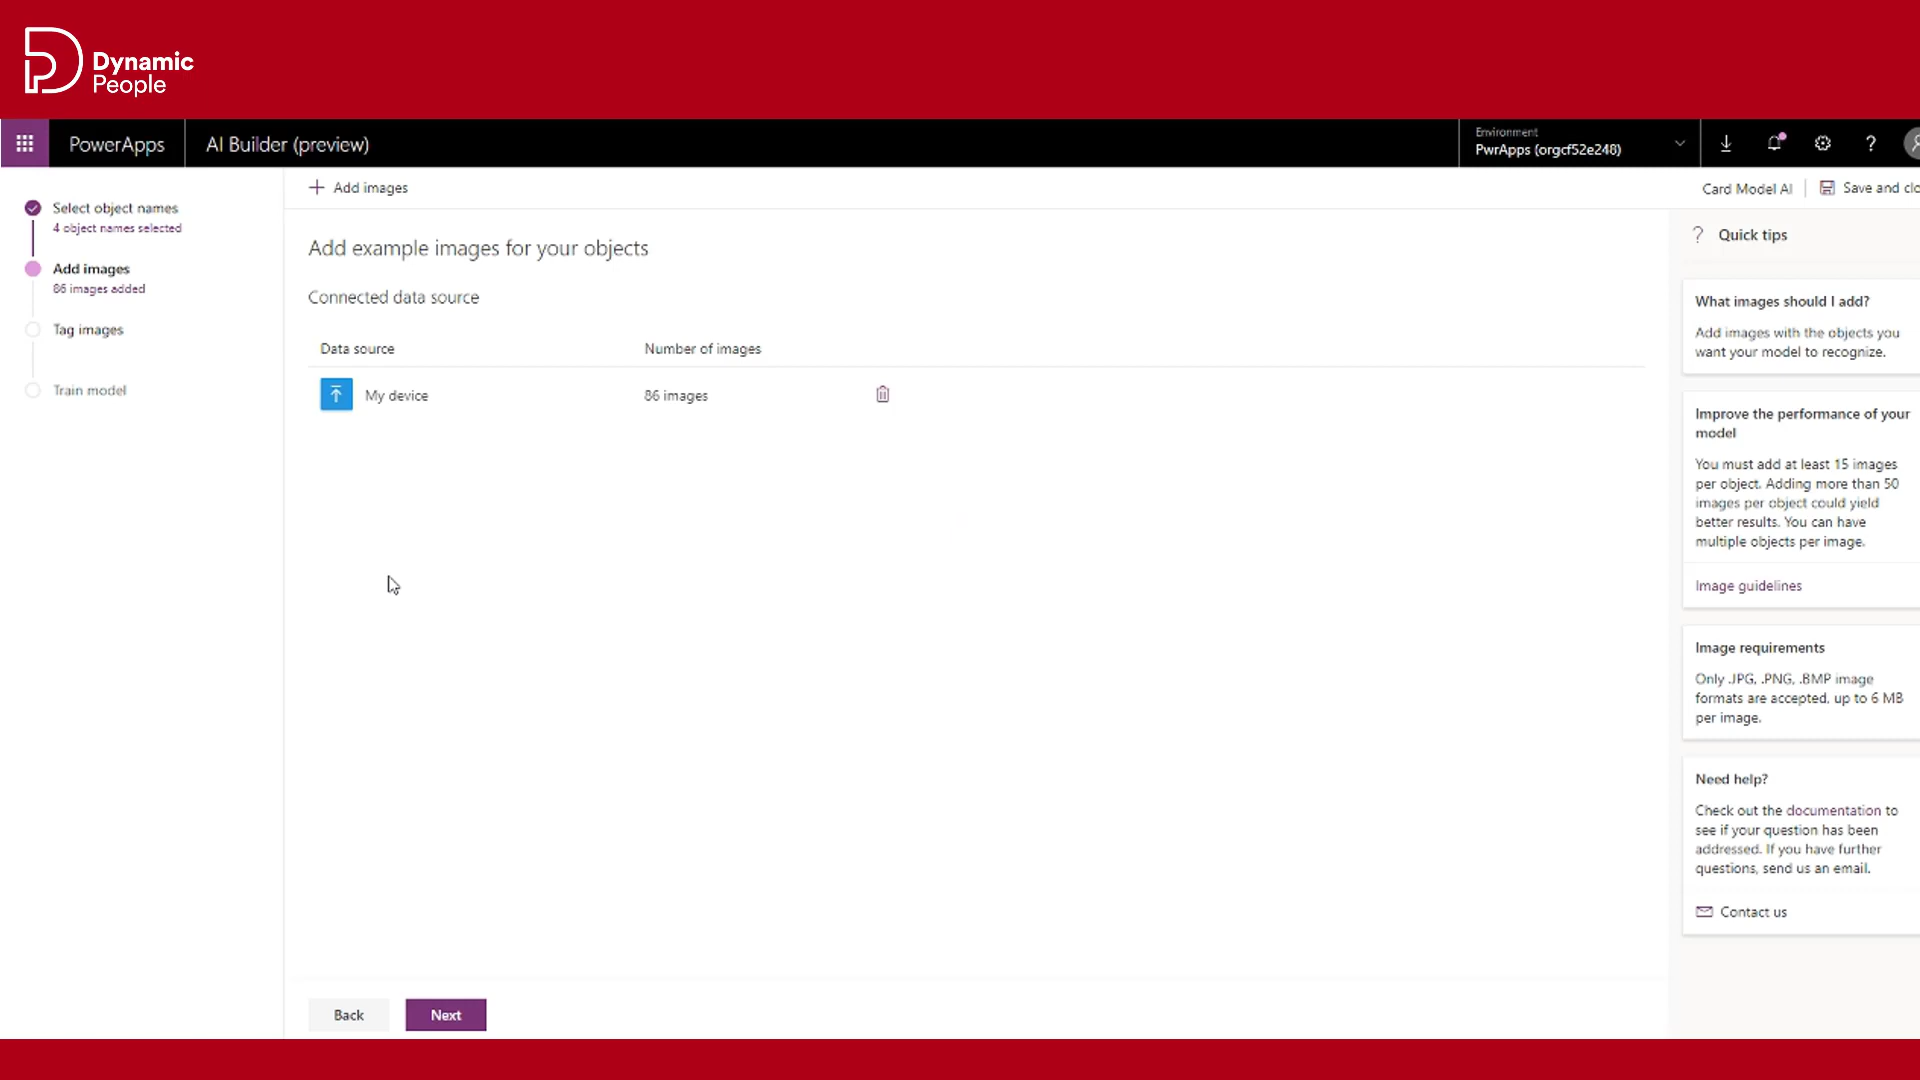 Dynamic
People
PowerApps
AI Builder (preview)
Environment
PwrApps (orgcf52e248)
?
Select object names
4 object names selected
Add images
86 images added
Tag images
Train model
Add images
Card Model AI
Save and clo
Add example images for your objects
Connected data source
Data source
Number of images
My device
86 images
Back
Next
? Quick tips
What images should I add?
Add images with the objects you
want your model to recognize.
Improve the performance of your
model
You must add at least 15 images
per object. Adding more than 50
images per object could yield
better results. You can have
multiple objects per image.
Image guidelines
Image requirements
Only .JPG, .PNG, .BMP image
formats are accepted, up to 6 MB
per image.
Need help?
Check out the documentation to
see if your question has been
addressed. If you have further
questions, send us an email.
Contact us